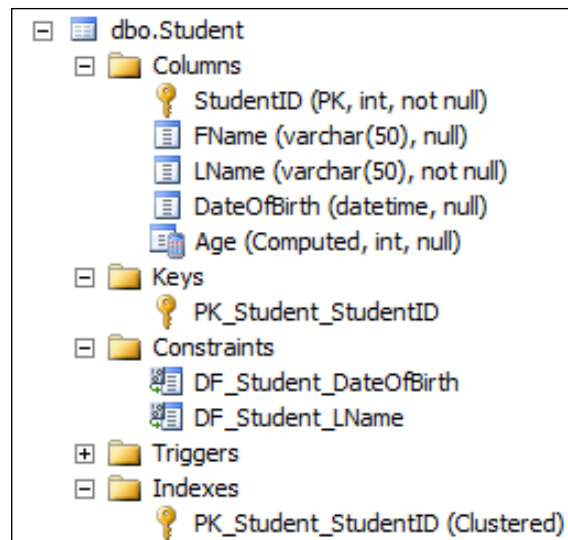 dbo.Student
Columns
StudentID (PK, int, not null)
FName (varchar(50), null)
LName (varchar(50), not null)
DateOfBirth (datetime, null)
Age (Computed, int, null)
Keys
PK_Student_StudentID
Constraints
DF_Student_DateOfBirth
DF_Student_LName
Triggers
Indexes
PK_Student_StudentID (Clustered)